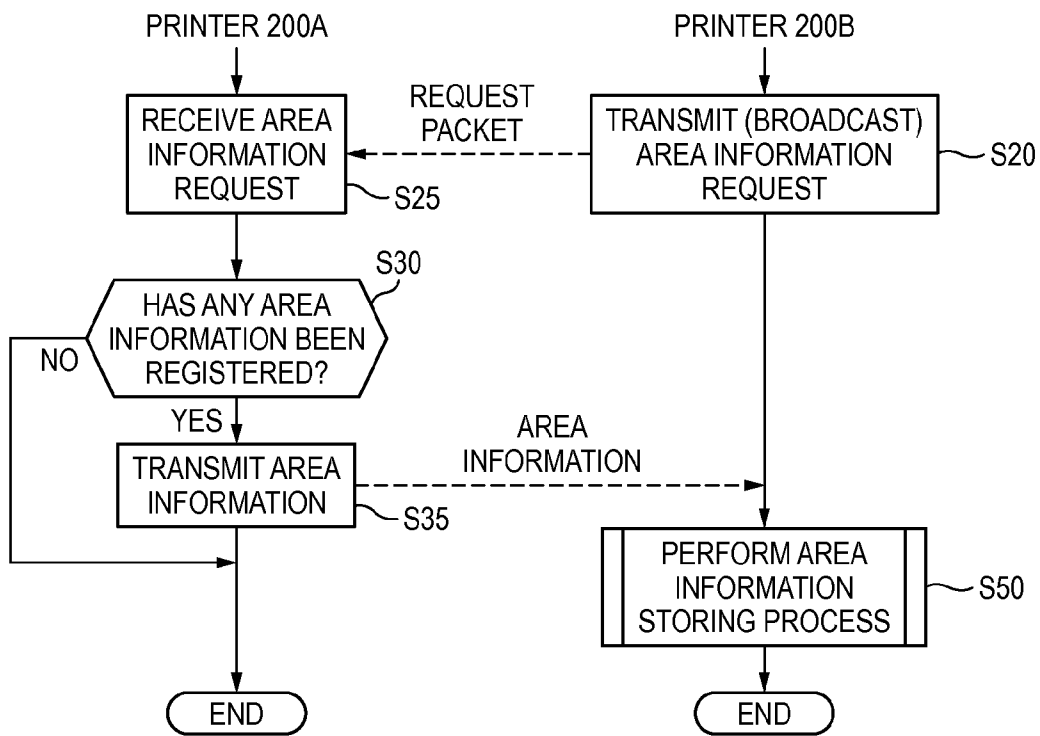 PRINTER 200A
PRINTER 200B
RECEIVE AREA
INFORMATION
REQUEST
S25
REQUEST
PACKET
TRANSMIT (BROADCAST)
AREA INFORMATION
REQUEST
S20
S30
HAS ANY AREA
INFORMATION BEEN
REGISTERED?
NO
YES
TRANSMIT AREA
INFORMATION
S35
AREA
INFORMATION
PERFORM AREA
INFORMATION
STORING PROCESS
S50
END
END